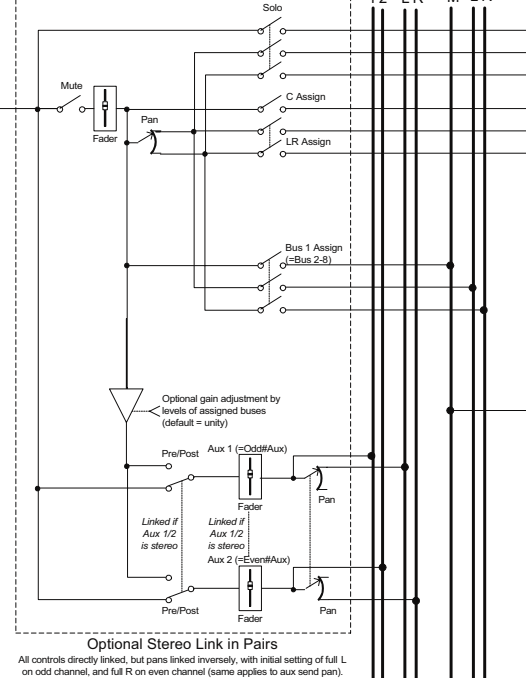 Solo
Mute
Fader
Pan
C Assign
LR Assign
Bus 1 Assign
(=Bus 2-8)
Optional gain adjustment by
levels of assigned buses
(default = unity)
Pre/Post
Aux 1 (=Odd#Aux)
Fader
Pan
Linked if
Aux 1/2
is stereo
Linked if
Aux 1/2
is stereo
Aux 2 (=Even#Aux)
Pre/Post
Fader
Pan
Optional Stereo Link in Pairs
All controls directly linked, but pans linked inversely, with initial setting of full L
on odd channel, and full R on even channel (same applies to aux send pan).